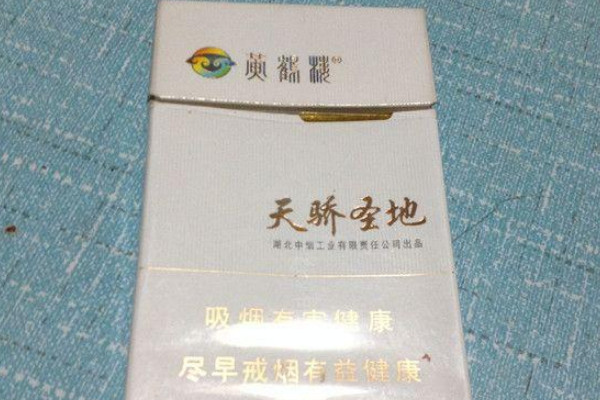 黄鹤楼
天骄圣地
湖北中烟工业有限责任公司出品
吸烟有害健康
尽早戒烟有益健康